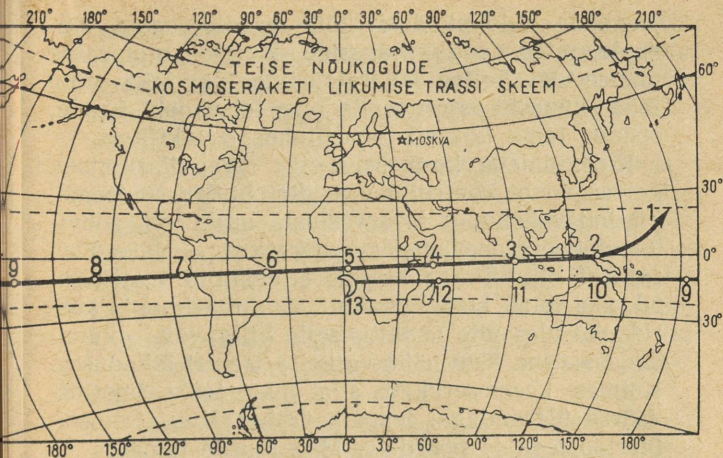 210° 180° 150° 120° 90° 60° 30° 0° 30° 60° 90° 120° 150° 180° 210°
TEISE NÕUKOGUDE
KOSMOSERAKETI LIIKUMISE TRASSI SKEEM
60°
MOSKVA
30°
1
9 8 7 6 5 4 3 2 0°
13 12 11 10 9
30°
180° 150° 120° 90° 60° 30° 0° 30° 60° 90° 120° 150° 180°